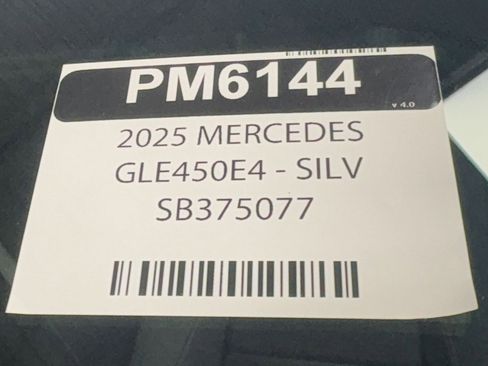 PM6144
v 4.0
2025 MERCEDES
GLE450E4 - SILV
SB375077